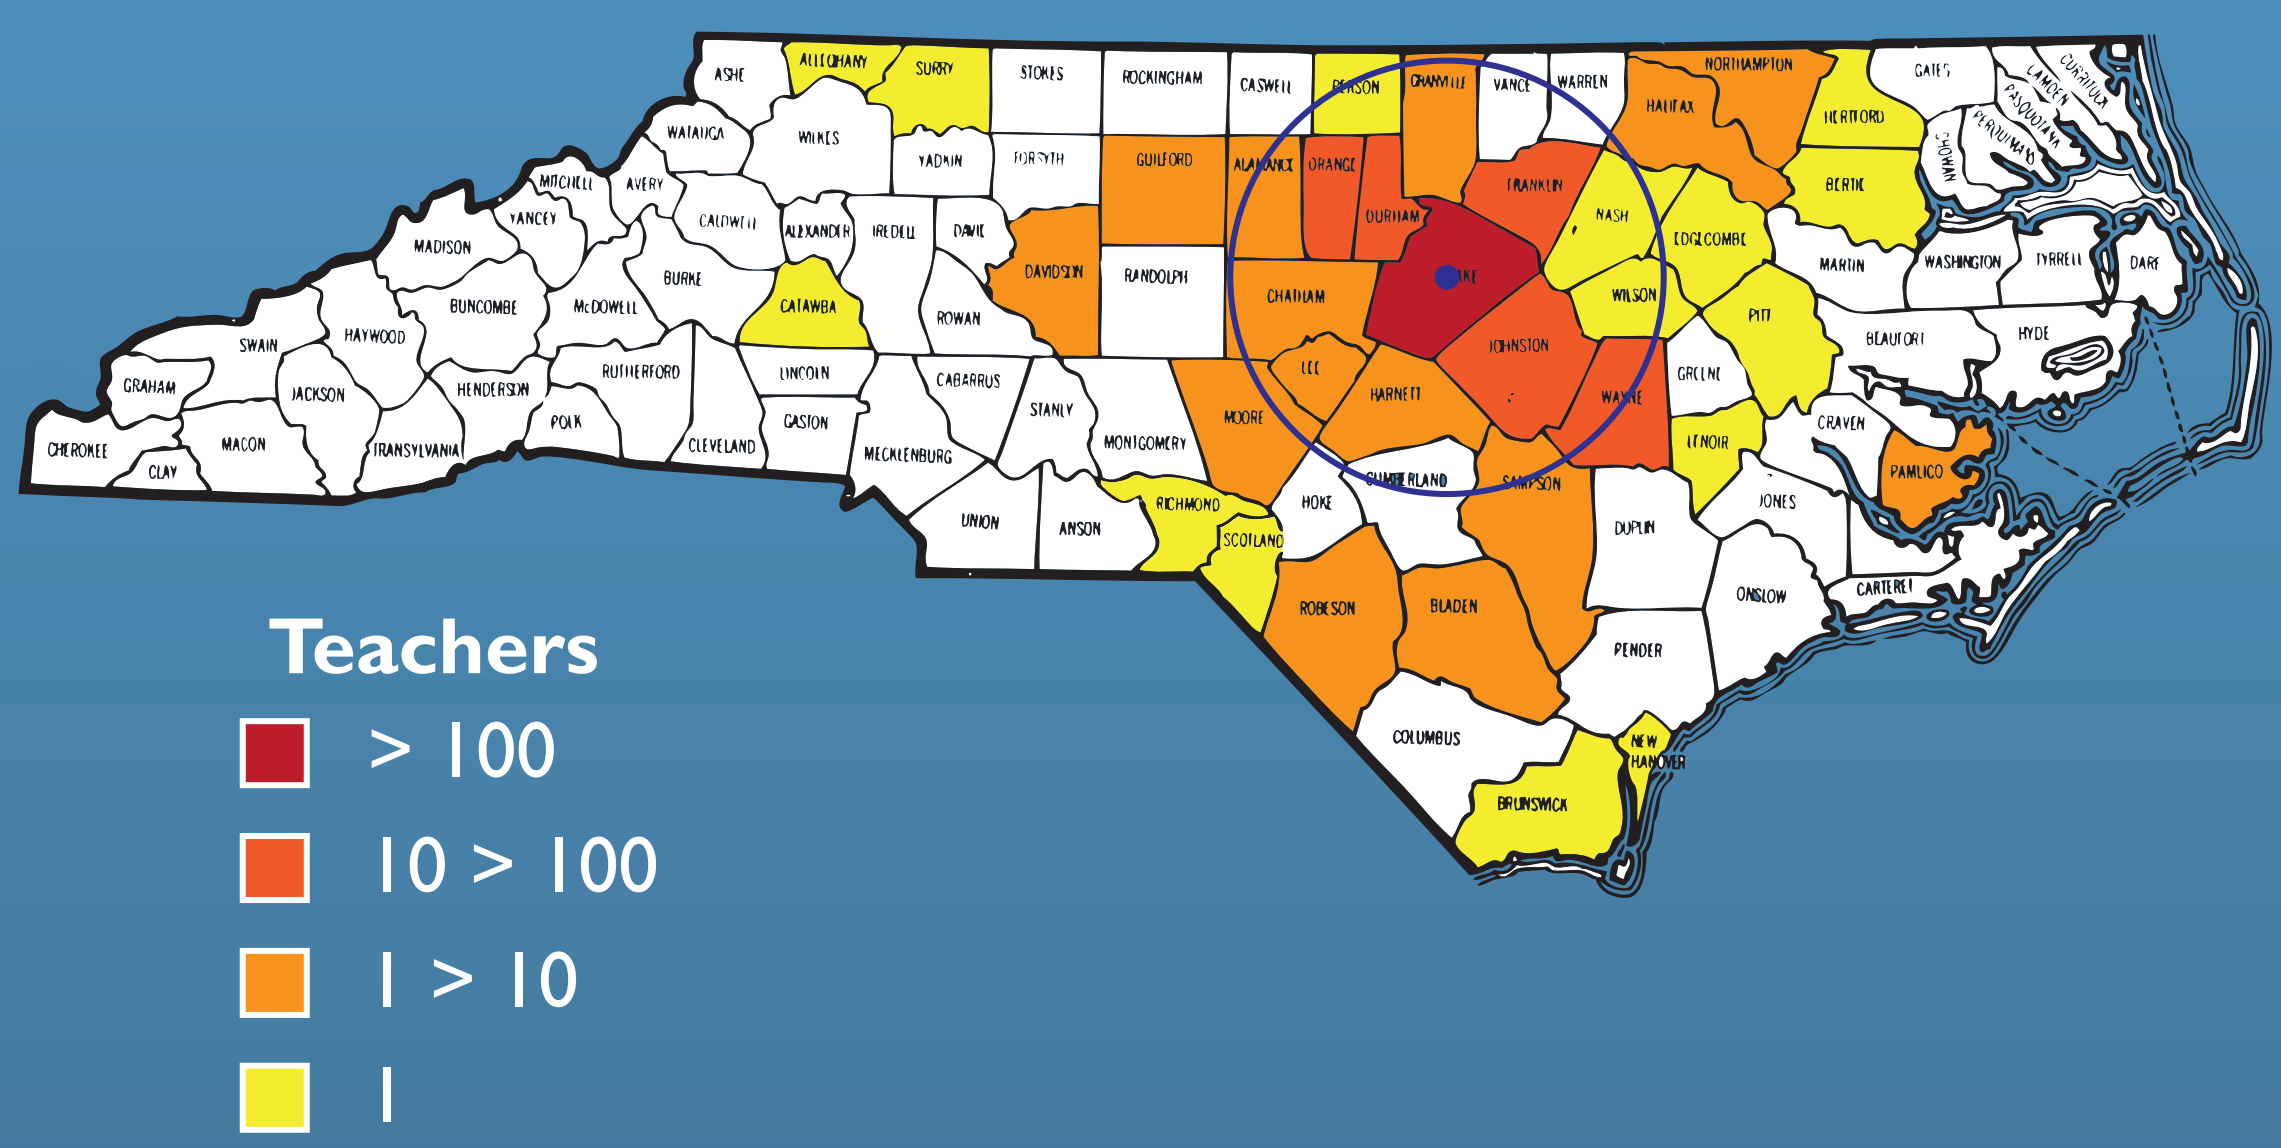 ASHE
ALLEGHANY
SURRY
STOKES
ROCKINGHAM
CASWELL
PERSON
GRANVILLE
VANCE
WARREN
NORTHAMPTON
HALIFAX
HERTFORD
GATES
CURRITUCK
CAMDEN
PASQUOTANK
PERQUIMANS
CHOWAN
WATAUGA
WILKES
YADKIN
FORSYTH
GUILFORD
ALAMANCE
ORANGE
DURHAM
FRANKLIN
NASH
EDGECOMBE
BERTIE
MITCHELL
AVERY
YANCEY
CALDWELL
ALEXANDER
IREDELL
DAVIE
DAVIDSON
RANDOLPH
CHATHAM
WILSON
MARTIN
WASHINGTON
TYRRELL
DARE
MADISON
BUNCOMBE
McDOWELL
BURKE
CATAWBA
ROWAN
PITT
BEAUFORT
HYDE
SWAIN
HAYWOOD
GRAHAM
JACKSON
HENDERSON
RUTHERFORD
LINCOLN
CABARRUS
STANLY
MOORE
LEE
HARNETT
JOHNSTON
WAYNE
GREENE
CRAVEN
CHEROKEE
CLAY
MACON
TRANSYLVANIA
POLK
CLEVELAND
GASTON
MECKLENBURG
MONTGOMERY
CUMBERLAND
SAMPSON
LENOIR
PAMLICO
UNION
ANSON
RICHMOND
SCOTLAND
HOKE
DUPLIN
JONES
ROBESON
BLADEN
ONSLOW
CARTERET
PENDER
COLUMBUS
NEW
HANOVER
BRUNSWICK
Teachers
> 100
10 > 100
1 > 10
1